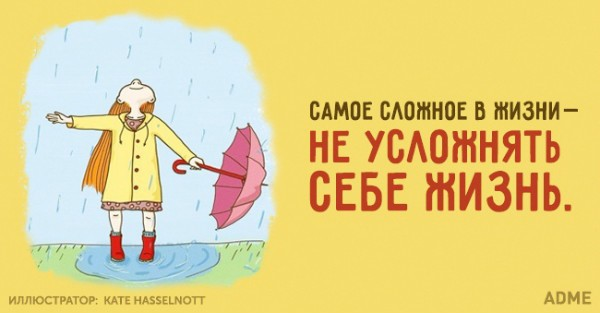 САМОЕ СЛОЖНОЕ В ЖИЗНИ –
НЕ УСЛОЖНЯТЬ
СЕБЕ ЖИЗНЬ.
ИЛЛЮСТРАТОР: KATE HASSELNOTT
ADME